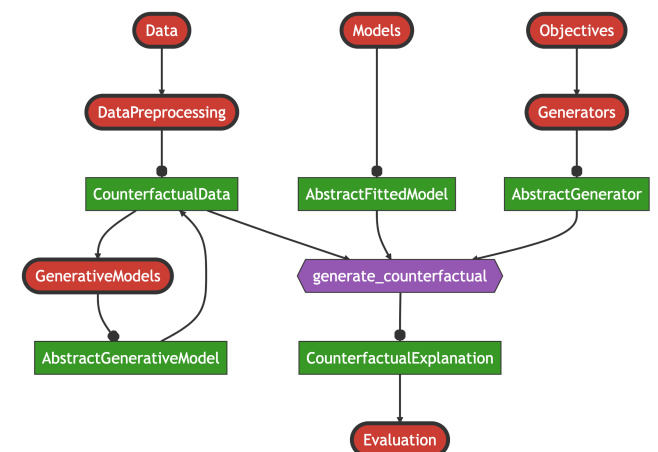 Data
Models
Objectives
DataPreprocessing
Generators
CounterfactualData
AbstractFittedModel
AbstractGenerator
GenerativeModels
generate_counterfactual
AbstractGenerativeModel
CounterfactualExplanation
Evaluation